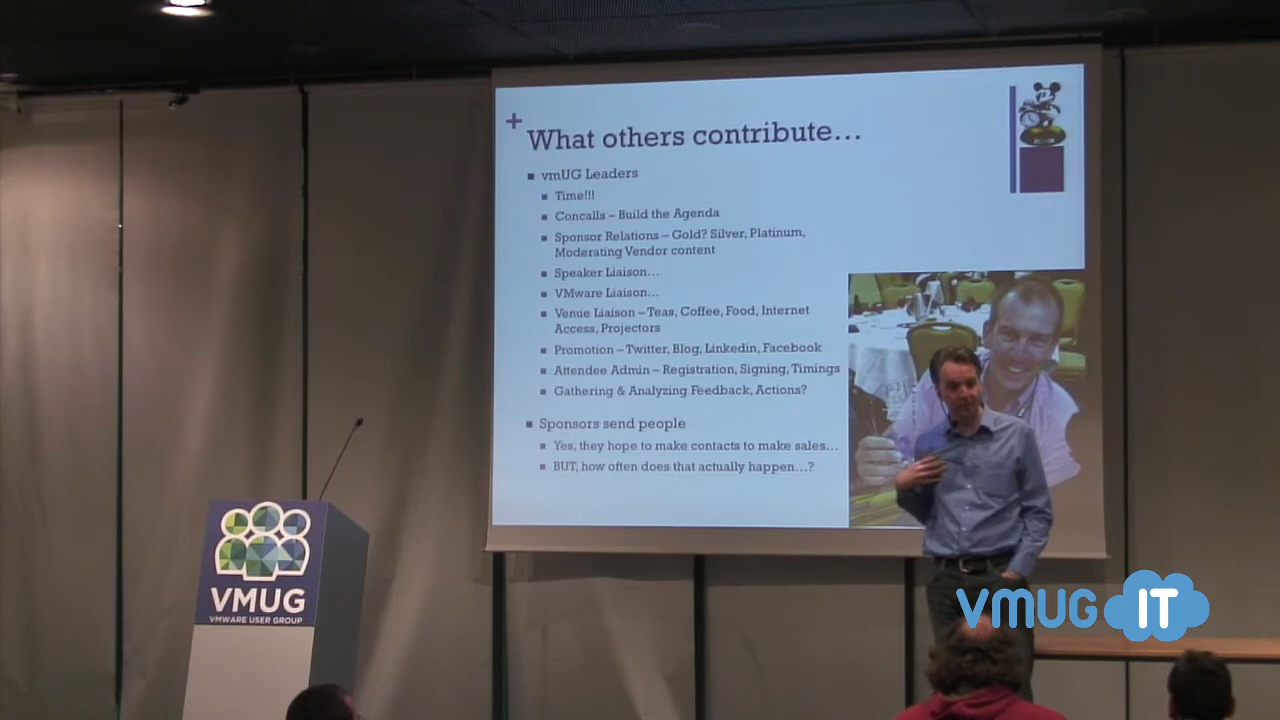 +
What others contribute...
vmUG Leaders
Time!!!
Concalls – Build the Agenda
Sponsor Relations – Gold? Silver, Platinum,
Moderating Vendor content
Speaker Liaison...
VMware Liaison...
Venue Liaison – Teas, Coffee, Food, Internet
Access, Projectors
Promotion – Twitter, Blog, Linkedin, Facebook
Attendee Admin – Registration, Signing, Timings
Gathering & Analyzing Feedback, Actions?
Sponsors send people
Yes, they hope to make contacts to make sales...
BUT, how often does that actually happen...?
VMUG
VMWARE USER GROUP
vmUG IT